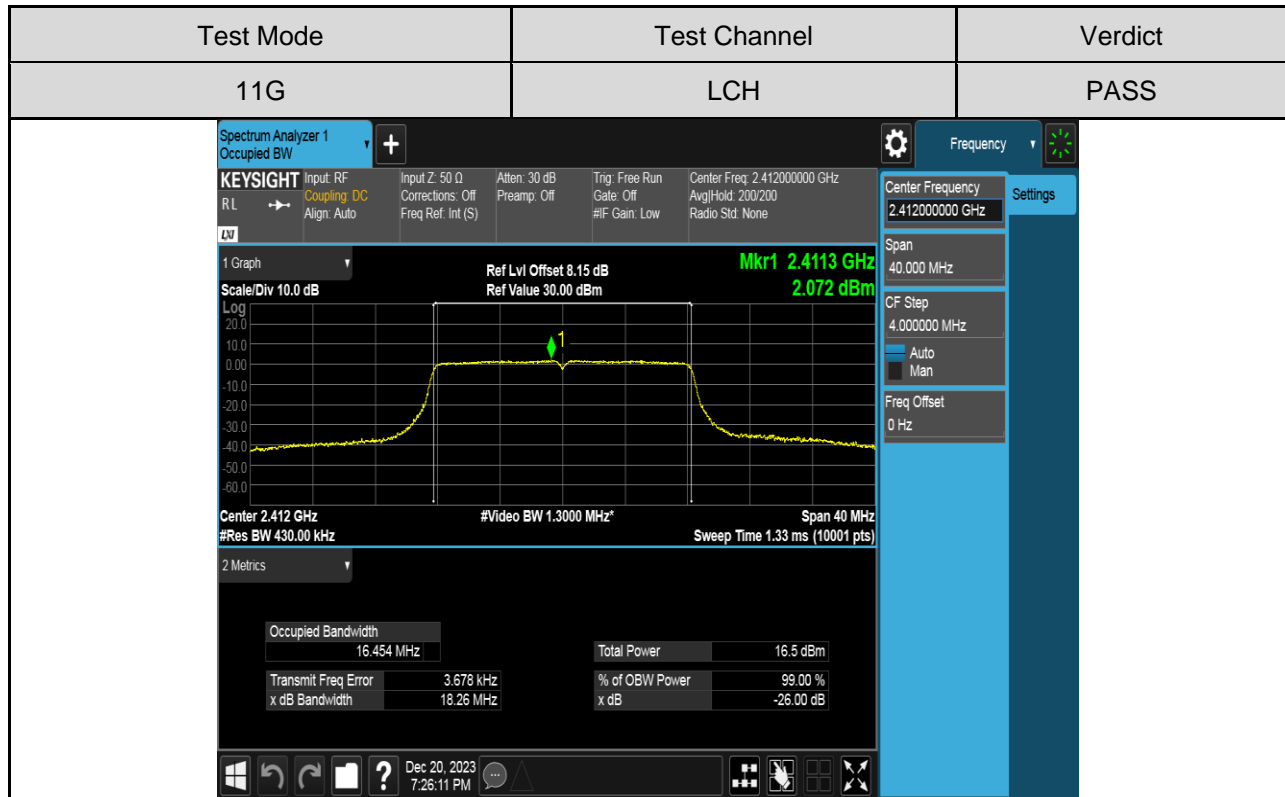 Test Mode Test Channel Verdict
11G LCH PASS
Spectrum Analyzer 1
Occupied BW
+
Frequency
KEYSIGHT Input: RF Input Z: 50 Ω Atten: 30 dB Trig: Free Run Center Freq: 2.412000000 GHz
RL Coupling: DC Corrections: Off Preamp: Off Gate: Off Avg|Hold: 200/200
Align: Auto Freq Ref: Int (S) #IF Gain: Low Radio Std: None
LXI
Center Frequency
2.412000000 GHz
Settings
Span
40.000 MHz
CF Step
4.000000 MHz
Auto
Man
Freq Offset
0 Hz
1 Graph Ref Lvl Offset 8.15 dB Mkr1 2.4113 GHz
Scale/Div 10.0 dB Ref Value 30.00 dBm 2.072 dBm
Log
20.0
10.0
1
0.00
-10.0
-20.0
-30.0
-40.0
-50.0
-60.0
Center 2.412 GHz #Video BW 1.3000 MHz* Span 40 MHz
#Res BW 430.00 kHz Sweep Time 1.33 ms (10001 pts)
2 Metrics
Occupied Bandwidth
16.454 MHz Total Power 16.5 dBm
Transmit Freq Error 3.678 kHz % of OBW Power 99.00 %
x dB Bandwidth 18.26 MHz x dB -26.00 dB
? Dec 20, 2023
7:26:11 PM